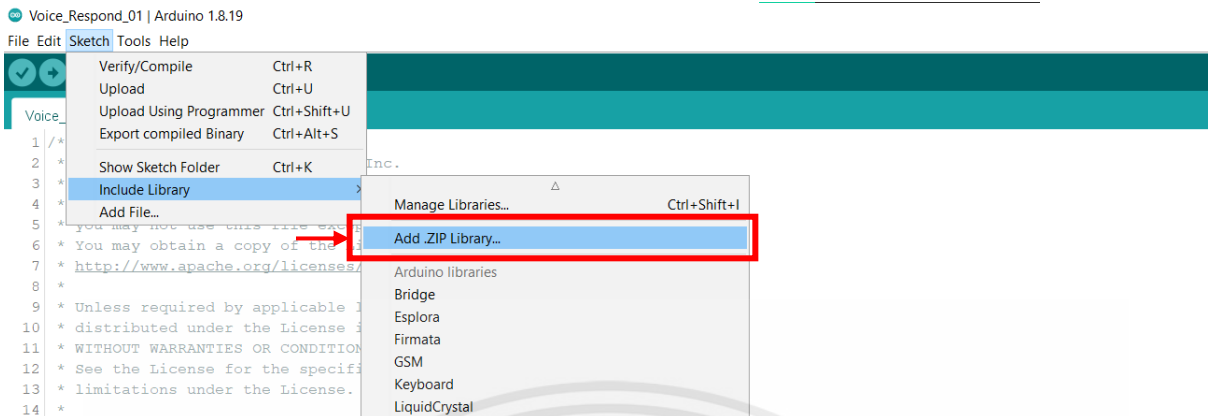 Voice_Respond_01 | Arduino 1.8.19
File Edit Sketch Tools Help
Verify/Compile Ctrl+R
Upload Ctrl+U
Upload Using Programmer Ctrl+Shift+U
Export compiled Binary Ctrl+Alt+S
Show Sketch Folder Ctrl+K
Include Library >
Add File...
Voice_
Manage Libraries... Ctrl+Shift+I
Add .ZIP Library...
Arduino libraries
Bridge
Esplora
Firmata
GSM
Keyboard
LiquidCrystal
1 /*
2 * Inc.
3 *
4 *
5 * you may not use this file excep
6 * You may obtain a copy of the Li
7 * http://www.apache.org/licenses/
8 *
9 * Unless required by applicable l
10 * distributed under the License i
11 * WITHOUT WARRANTIES OR CONDITION
12 * See the License for the specifi
13 * limitations under the License.
14 *